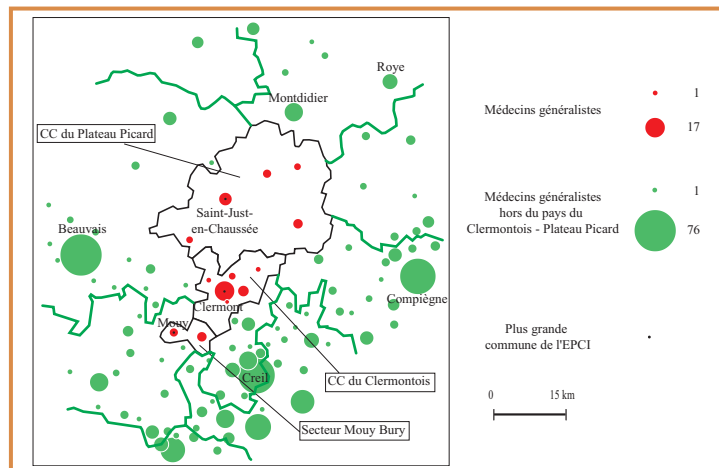 Roye
Montdidier
CC du Plateau Picard
Saint-Just-
en-Chaussée
Beauvais
Compiègne
Clermont
Mouy
Creil
CC du Clermontois
Secteur Mouy Bury
Médecins généralistes
1
17
Médecins généralistes
hors du pays du
Clermontois - Plateau Picard
1
76
Plus grande
commune de l'EPCI
0
15 km